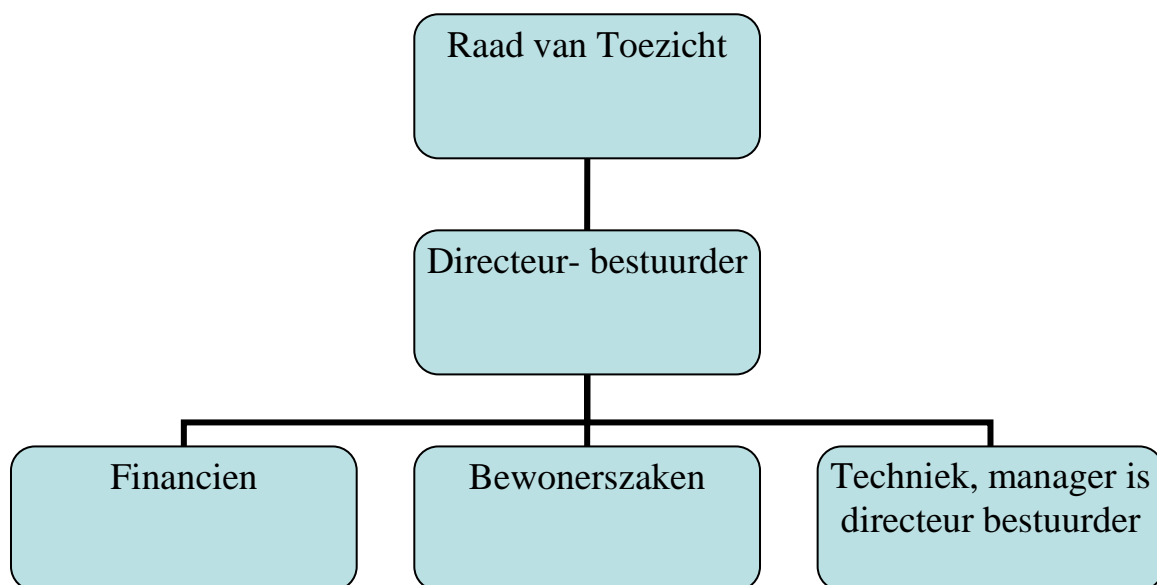 Raad van Toezicht
Directeur- bestuurder
Financien
Bewonerszaken
Techniek, manager is
directeur bestuurder